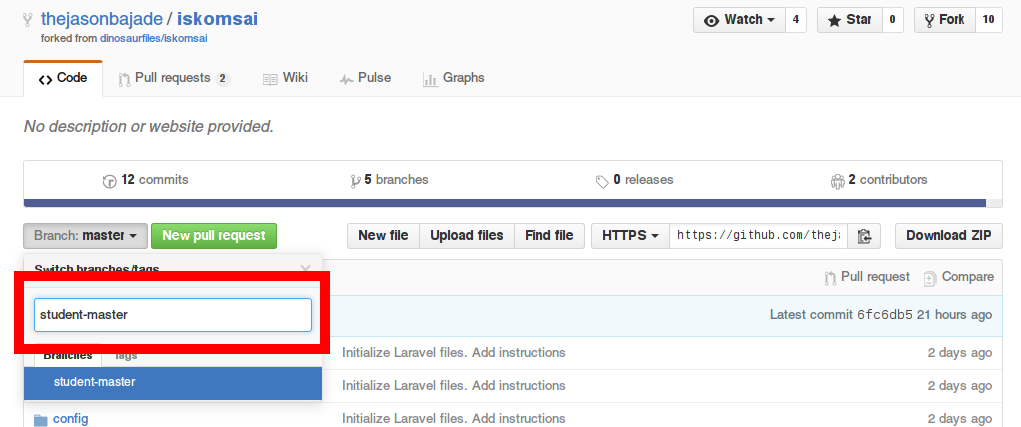 thejasonbajade / iskomsai
Watch 4 Star 0 Fork 10
forked from dinosaurfiles/iskomsai
Code Pull requests 2 Wiki Pulse Graphs
No description or website provided.
12 commits 5 branches 0 releases 2 contributors
Branch: master New pull request New file Upload files Find file HTTPS https://github.com/thej Download ZIP
Switch branches/tags
Pull request Compare
student-master
Latest commit 6fc6db5 21 hours ago
Branches Tags
Initialize Laravel files. Add instructions 2 days ago
student-master
Initialize Laravel files. Add instructions 2 days ago
config Initialize Laravel files. Add instructions 2 days ago